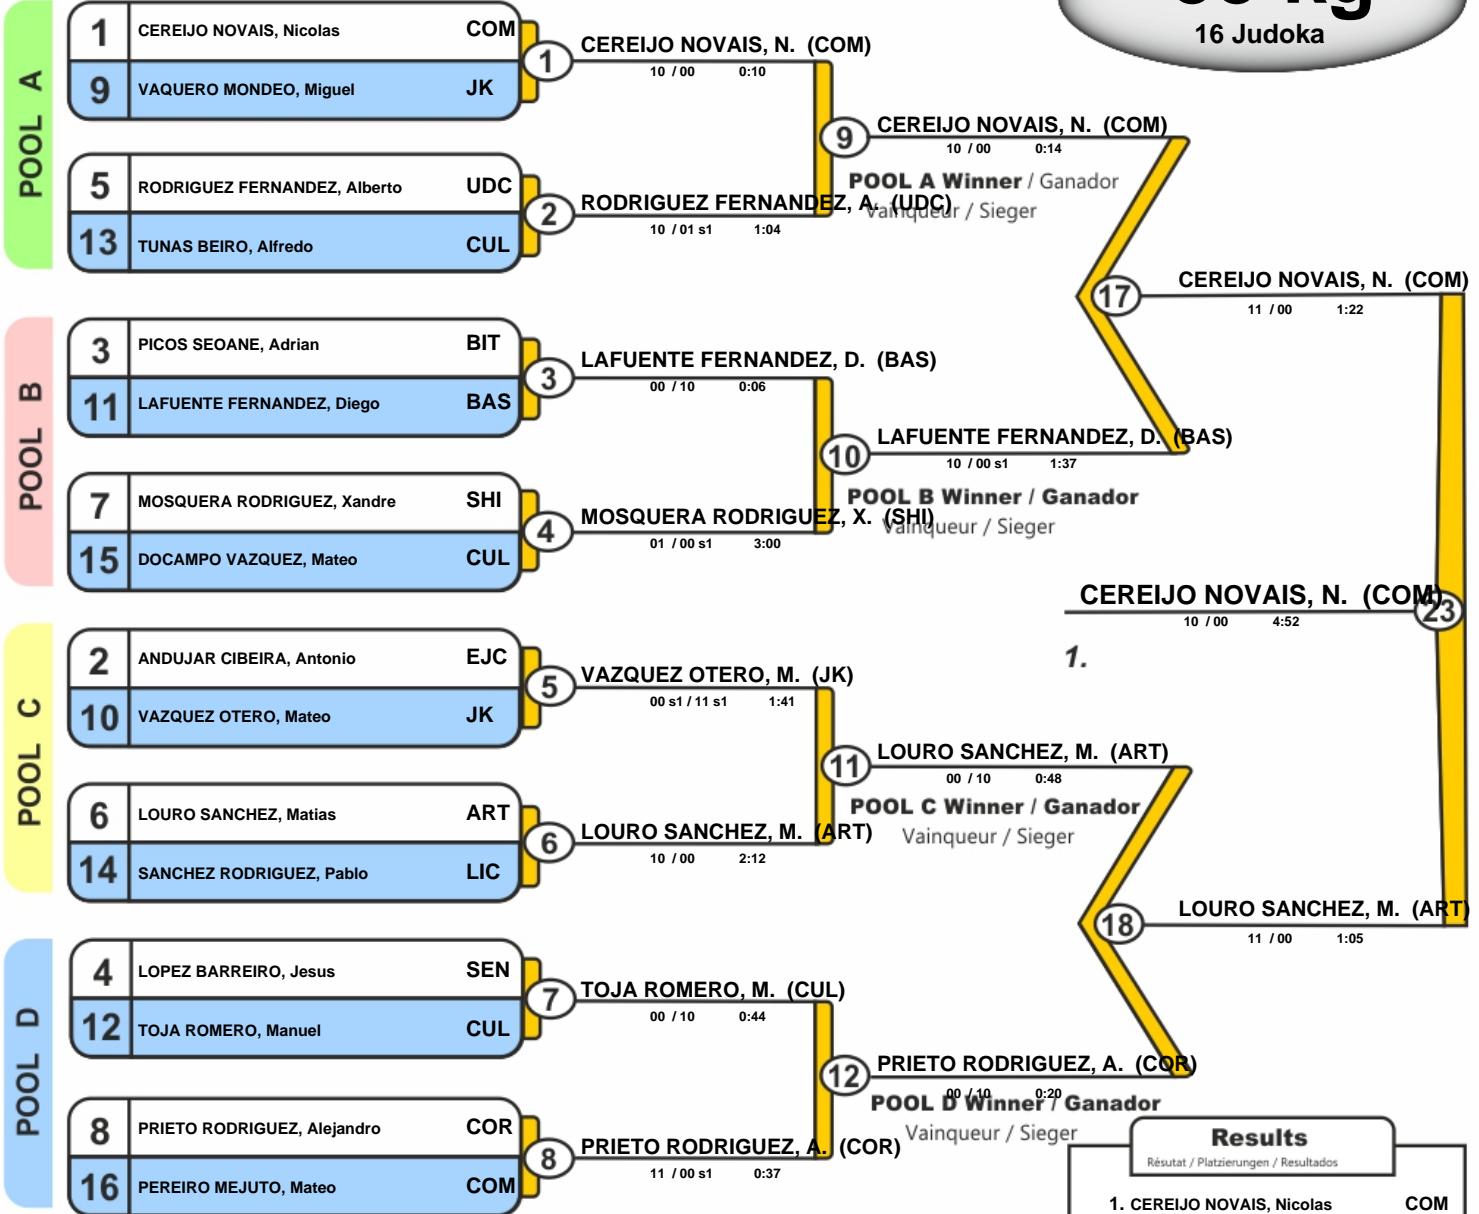 16 Judoka
POOL A
1 CEREIJO NOVAIS, Nicolas COM
9 VAQUERO MONDEO, Miguel JK
1
CEREIJO NOVAIS, N. (COM)
10 / 00 0:10
5 RODRIGUEZ FERNANDEZ, Alberto UDC
13 TUNAS BEIRO, Alfredo CUL
2
RODRIGUEZ FERNANDEZ, A. (UDC)
10 / 01 s1 1:04
9
CEREIJO NOVAIS, N. (COM)
10 / 00 0:14
POOL A Winner / Ganador
Vainqueur / Sieger
POOL B
3 PICOS SEOANE, Adrian BIT
11 LAFUENTE FERNANDEZ, Diego BAS
3
LAFUENTE FERNANDEZ, D. (BAS)
00 / 10 0:06
7 MOSQUERA RODRIGUEZ, Xandre SHI
15 DOCAMPO VAZQUEZ, Mateo CUL
4
MOSQUERA RODRIGUEZ, X. (SHI)
01 / 00 s1 3:00
10
LAFUENTE FERNANDEZ, D. (BAS)
10 / 00 s1 1:37
POOL B Winner / Ganador
Vainqueur / Sieger
17
CEREIJO NOVAIS, N. (COM)
11 / 00 1:22
CEREIJO NOVAIS, N. (COM)
23
10 / 00 4:52
1.
POOL C
2 ANDUJAR CIBEIRA, Antonio EJC
10 VAZQUEZ OTERO, Mateo JK
5
VAZQUEZ OTERO, M. (JK)
00 s1 / 11 s1 1:41
6 LOURO SANCHEZ, Matias ART
14 SANCHEZ RODRIGUEZ, Pablo LIC
6
LOURO SANCHEZ, M. (ART)
10 / 00 2:12
11
LOURO SANCHEZ, M. (ART)
00 / 10 0:48
POOL C Winner / Ganador
Vainqueur / Sieger
18
LOURO SANCHEZ, M. (ART)
11 / 00 1:05
POOL D
4 LOPEZ BARREIRO, Jesus SEN
12 TOJA ROMERO, Manuel CUL
7
TOJA ROMERO, M. (CUL)
00 / 10 0:44
8 PRIETO RODRIGUEZ, Alejandro COR
16 PEREIRO MEJUTO, Mateo COM
8
PRIETO RODRIGUEZ, A. (COR)
11 / 00 s1 0:37
12
PRIETO RODRIGUEZ, A. (COR)
00 / 10 0:20
POOL D Winner / Ganador
Vainqueur / Sieger
Results
Résutat / Platzierungen / Resultados
1. CEREIJO NOVAIS, Nicolas COM